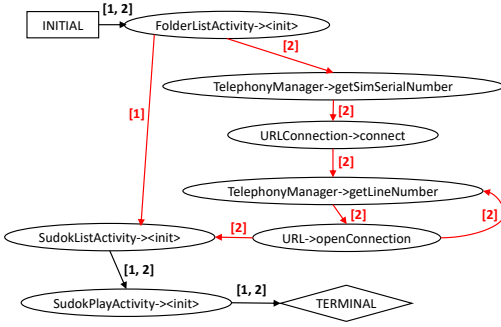 [1, 2]
INITIAL
FolderListActivity-><init>
[2]
TelephonyManager->getSimSerialNumber
[1]
[2]
URLConnection->connect
[2]
TelephonyManager->getLineNumber
[2]
[2]
[2]
SudokListActivity-><init>
URL->openConnection
[1, 2]
[1, 2]
SudokPlayActivity-><init>
TERMINAL